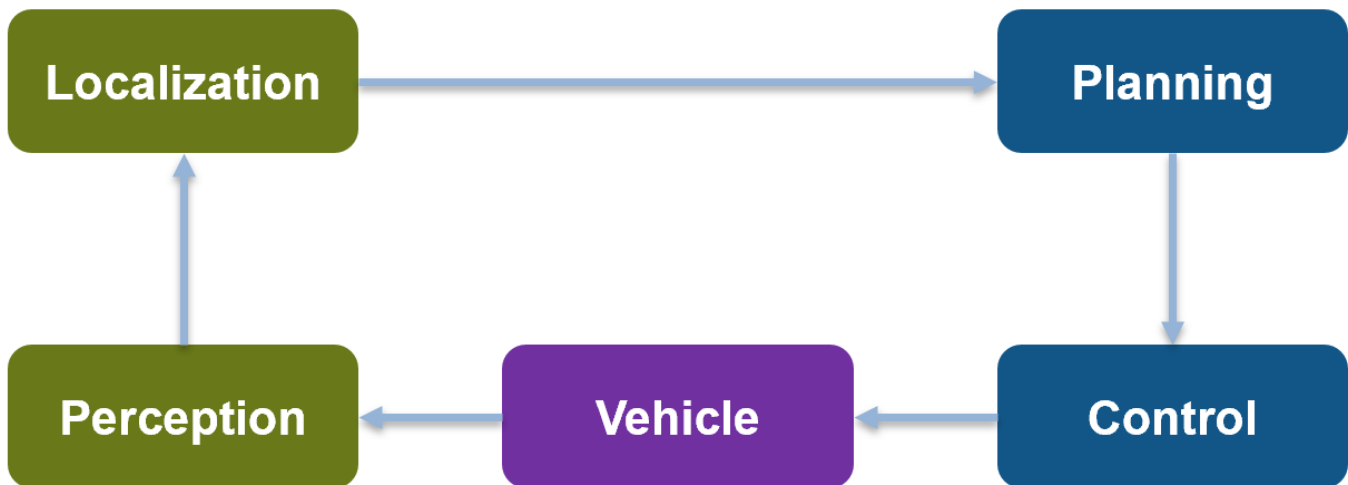 Localization
Planning
Perception
Vehicle
Control